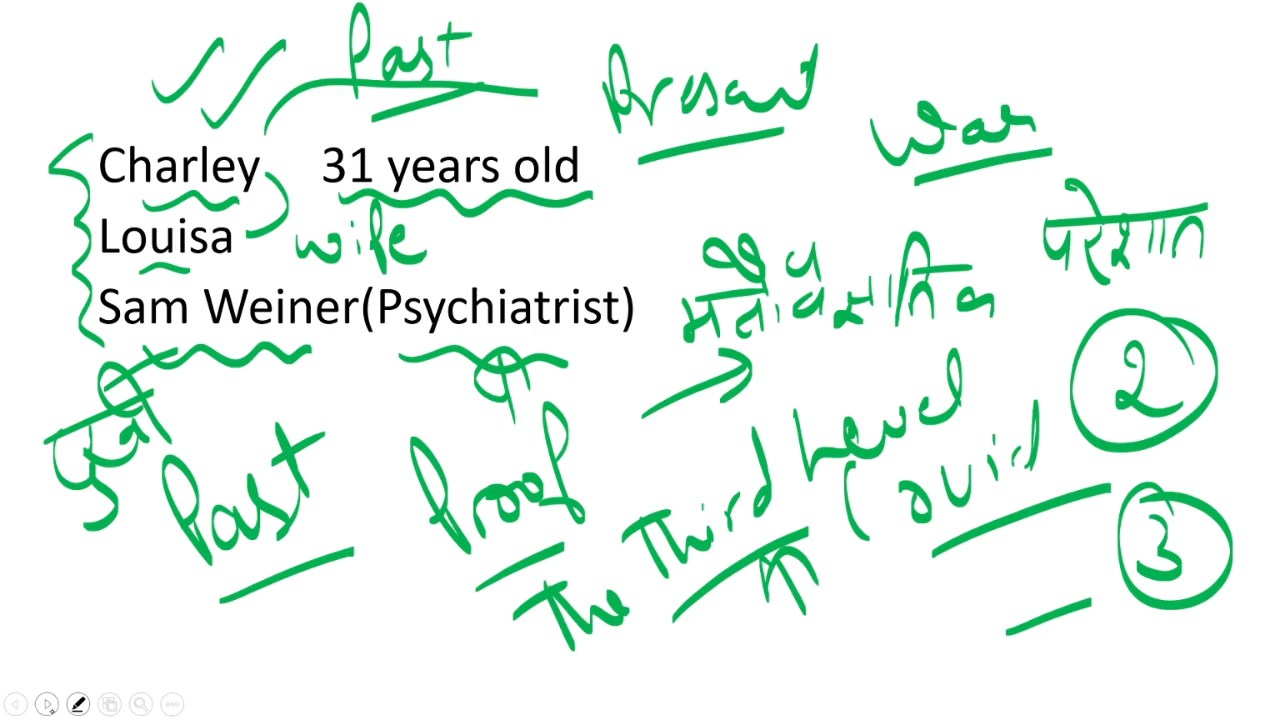 Past
Present
War
Charley 31 years old
Louisa wife
परेशान
Sam Weiner(Psychiatrist)
2
Past
Proof
The Third Level
3